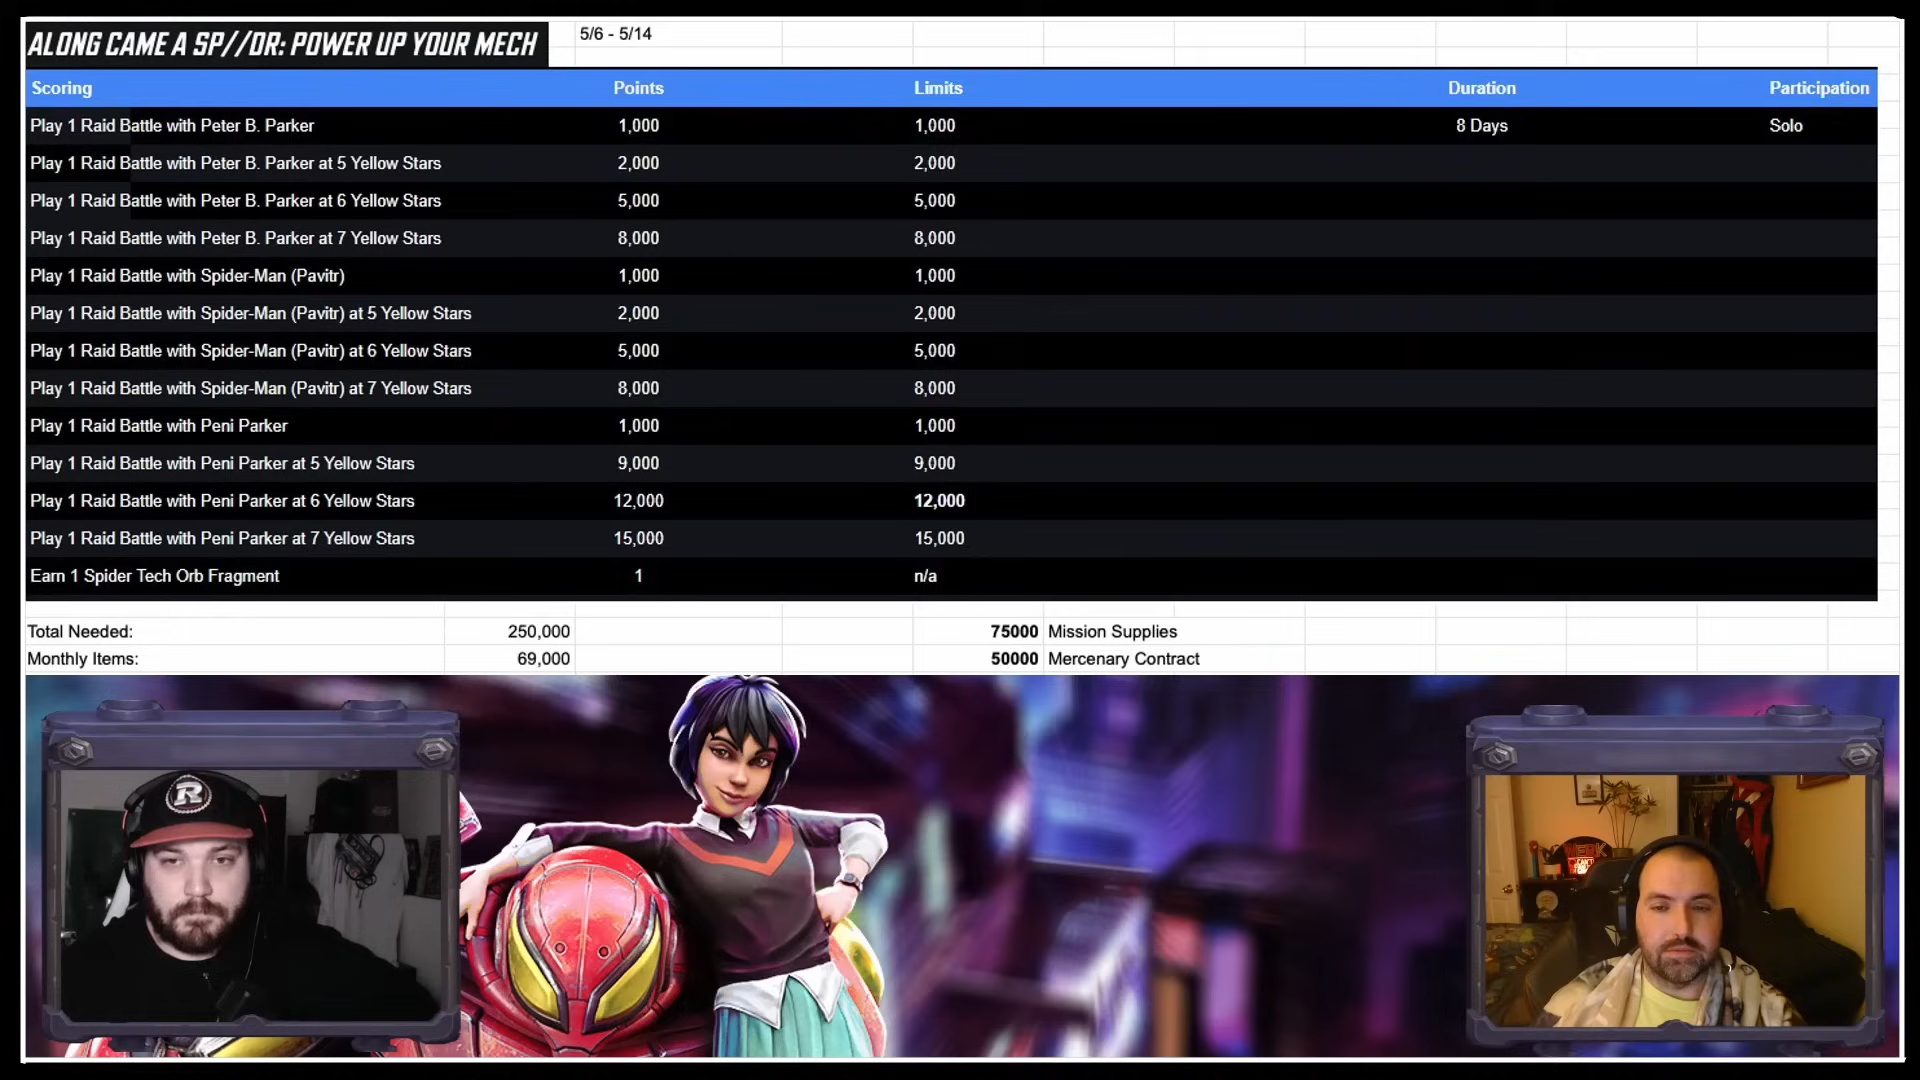 ALONG CAME A SP//DR: POWER UP YOUR MECH 5/6 - 5/14
Scoring Points Limits Duration Participation
Play 1 Raid Battle with Peter B. Parker 1,000 1,000 8 Days Solo
Play 1 Raid Battle with Peter B. Parker at 5 Yellow Stars 2,000 2,000
Play 1 Raid Battle with Peter B. Parker at 6 Yellow Stars 5,000 5,000
Play 1 Raid Battle with Peter B. Parker at 7 Yellow Stars 8,000 8,000
Play 1 Raid Battle with Spider-Man (Pavitr) 1,000 1,000
Play 1 Raid Battle with Spider-Man (Pavitr) at 5 Yellow Stars 2,000 2,000
Play 1 Raid Battle with Spider-Man (Pavitr) at 6 Yellow Stars 5,000 5,000
Play 1 Raid Battle with Spider-Man (Pavitr) at 7 Yellow Stars 8,000 8,000
Play 1 Raid Battle with Peni Parker 1,000 1,000
Play 1 Raid Battle with Peni Parker at 5 Yellow Stars 9,000 9,000
Play 1 Raid Battle with Peni Parker at 6 Yellow Stars 12,000 12,000
Play 1 Raid Battle with Peni Parker at 7 Yellow Stars 15,000 15,000
Earn 1 Spider Tech Orb Fragment 1 n/a
Total Needed: 250,000 75000 Mission Supplies
Monthly Items: 69,000 50000 Mercenary Contract
R